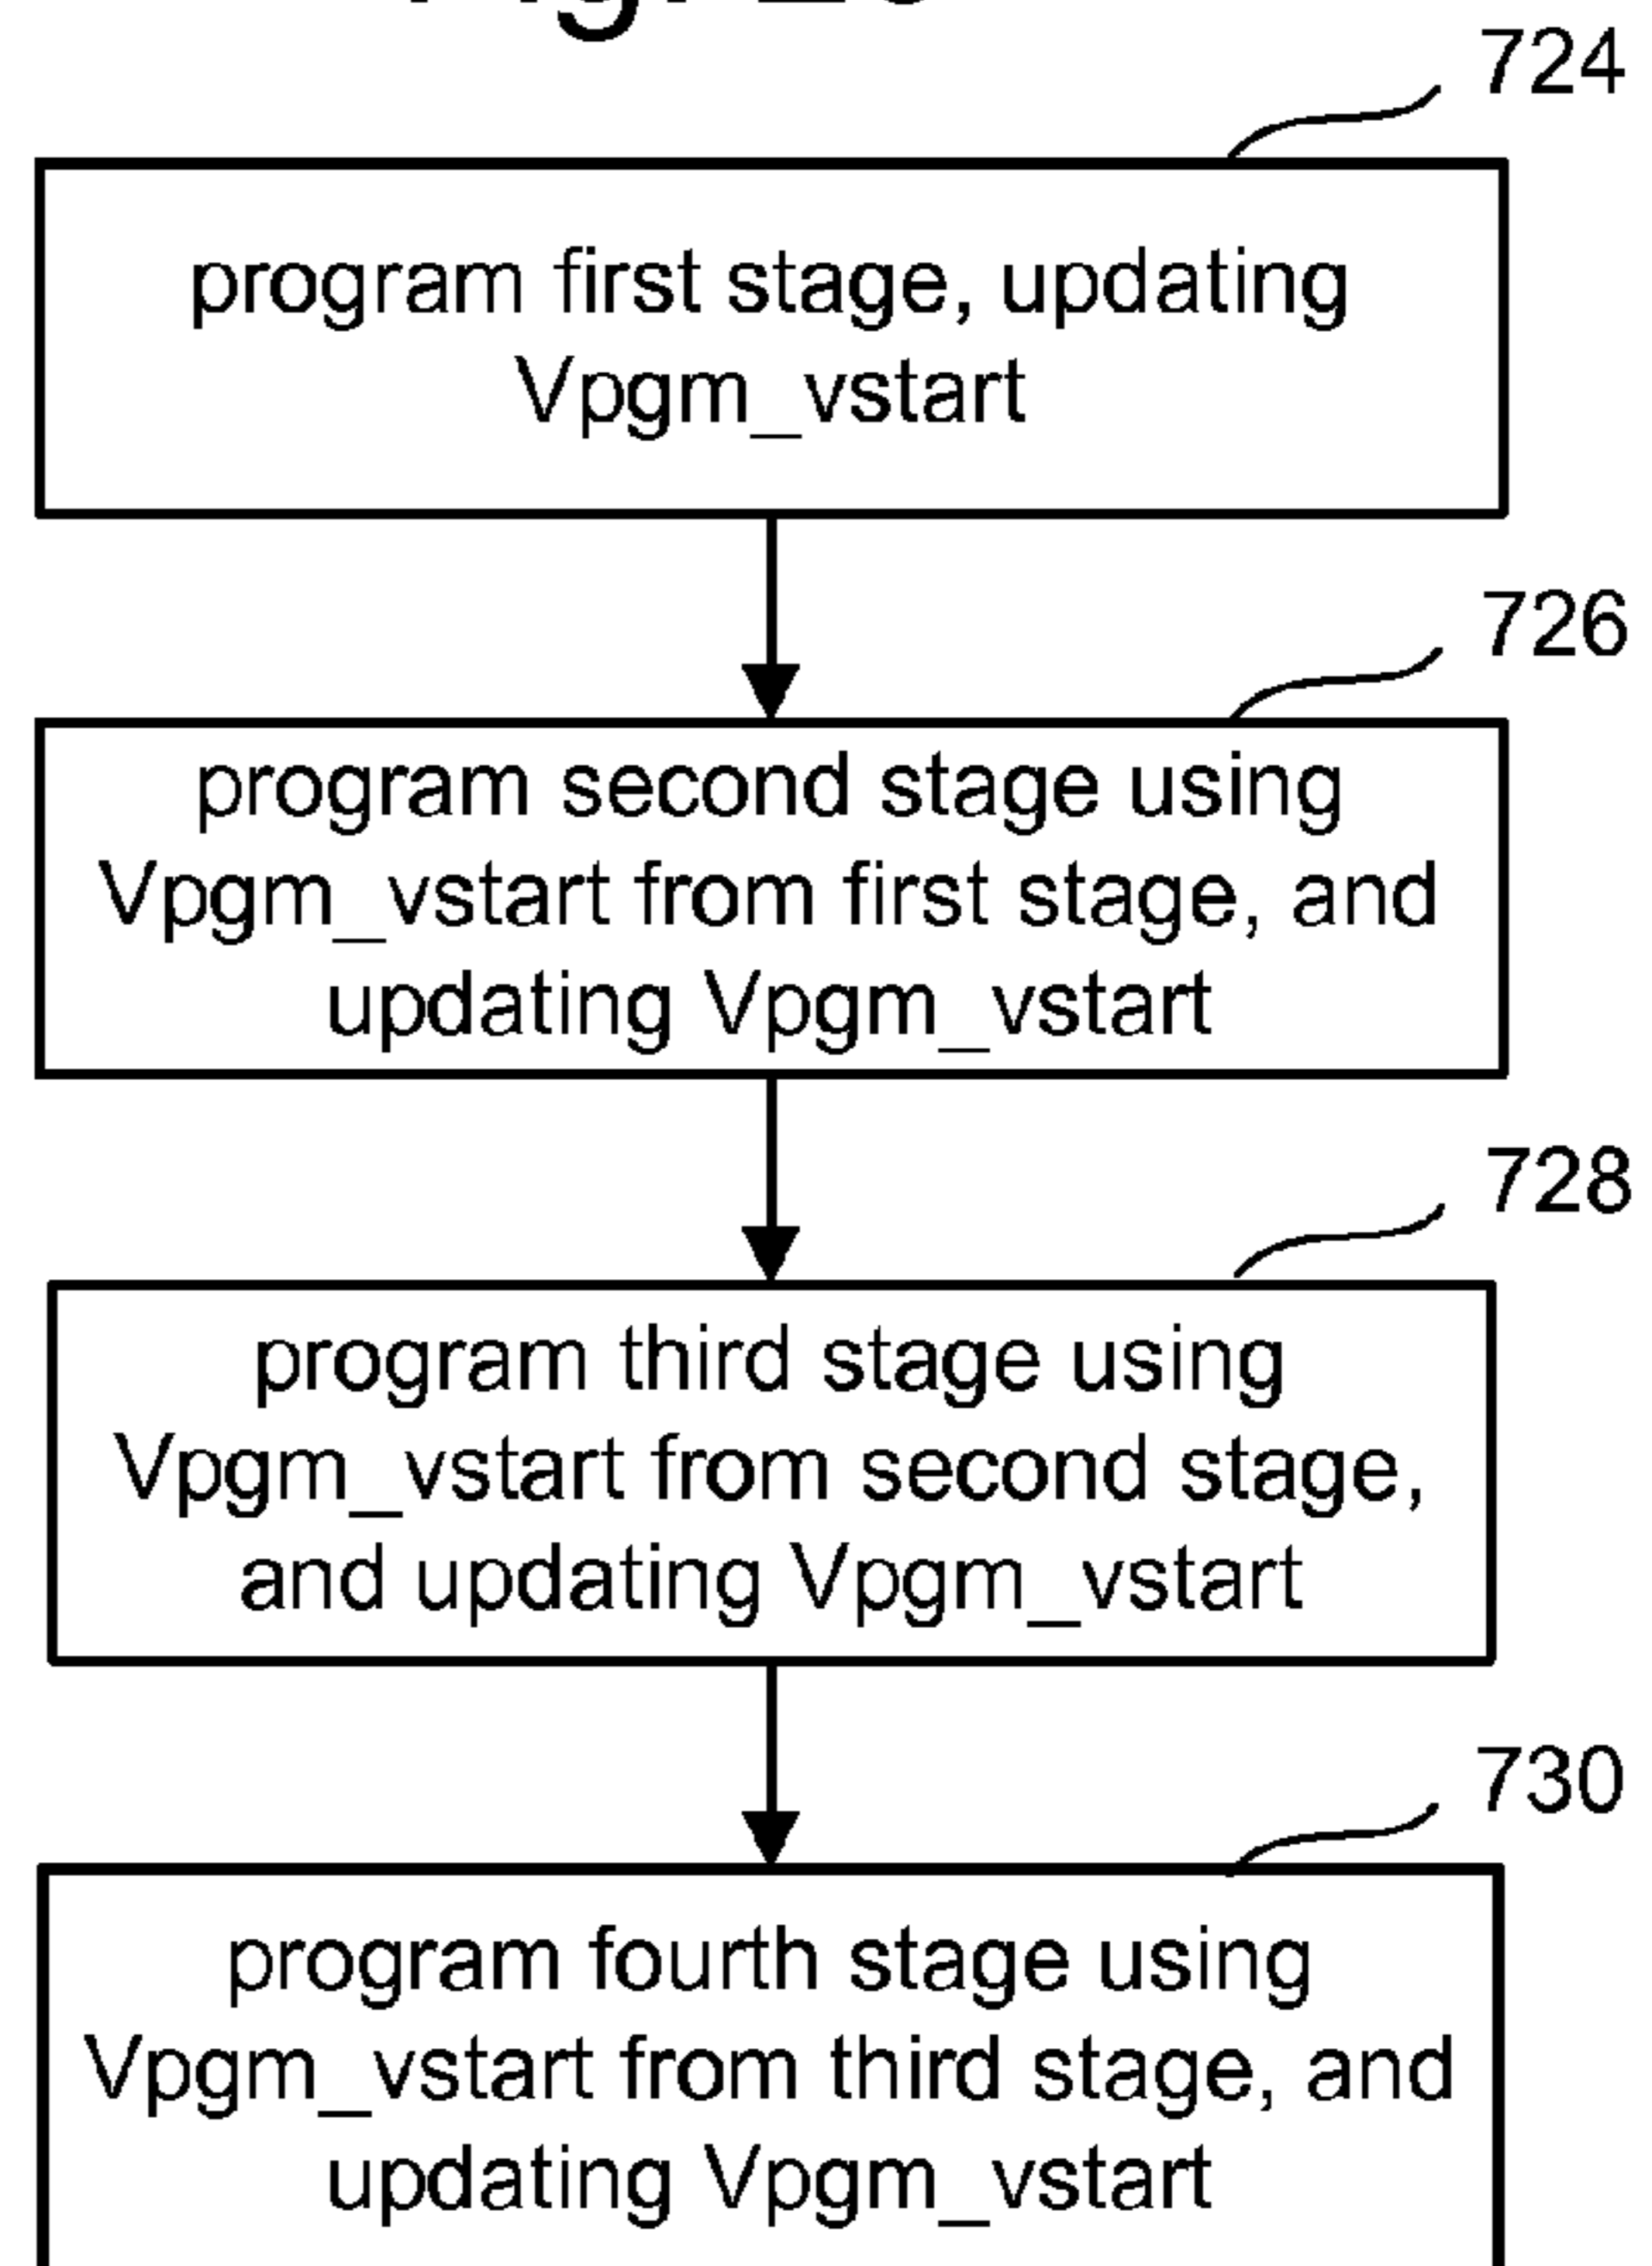 724
program first stage, updating
Vpgm_vstart
726
program second stage using
Vpgm_vstart from first stage, and
updating Vpgm_vstart
728
program third stage using
Vpgm_vstart from second stage,
and updating Vpgm_vstart
730
program fourth stage using
Vpgm_vstart from third stage, and
updating Vpgm_vstart